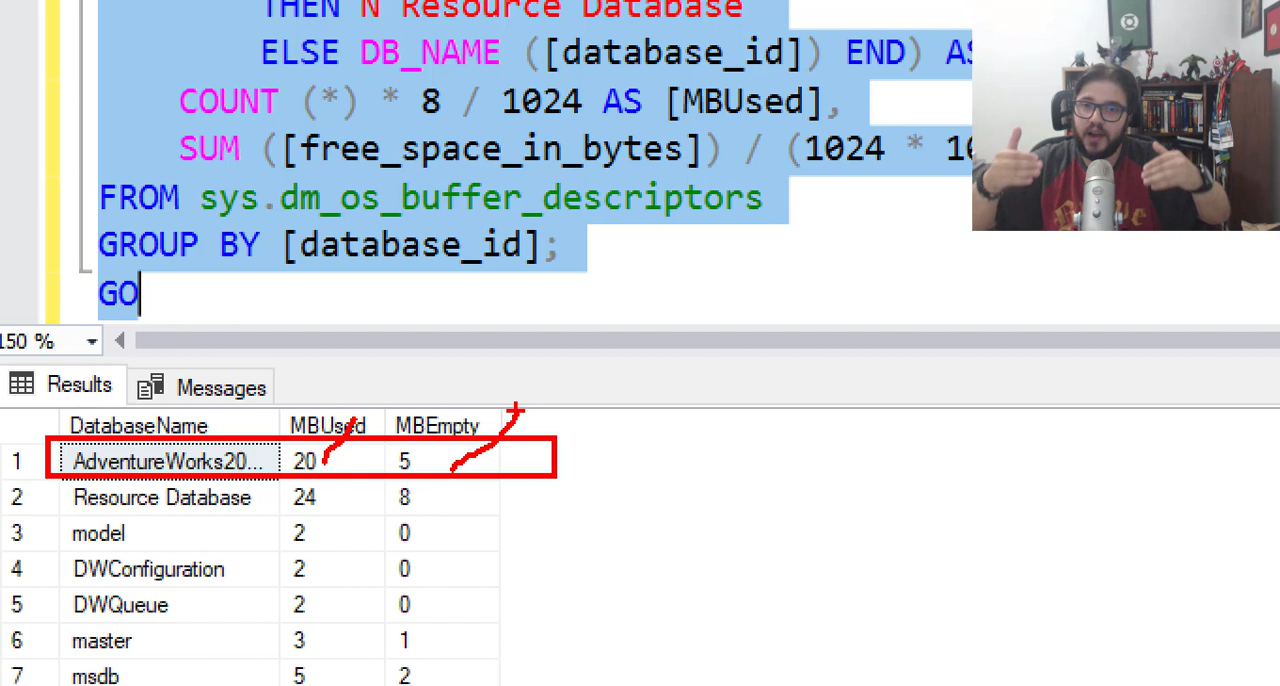 THEN N'Resource Database
ELSE DB_NAME ([database_id]) END) AS
COUNT (*) * 8 / 1024 AS [MBUsed],
SUM ([free_space_in_bytes]) / (1024 * 10
FROM sys.dm_os_buffer_descriptors
GROUP BY [database_id];
GO
150 %
Results Messages
DatabaseName MBUsed MBEmpty
1 AdventureWorks20... 20 5
2 Resource Database 24 8
3 model 2 0
4 DWConfiguration 2 0
5 DWQueue 2 0
6 master 3 1
7 msdb 5 2